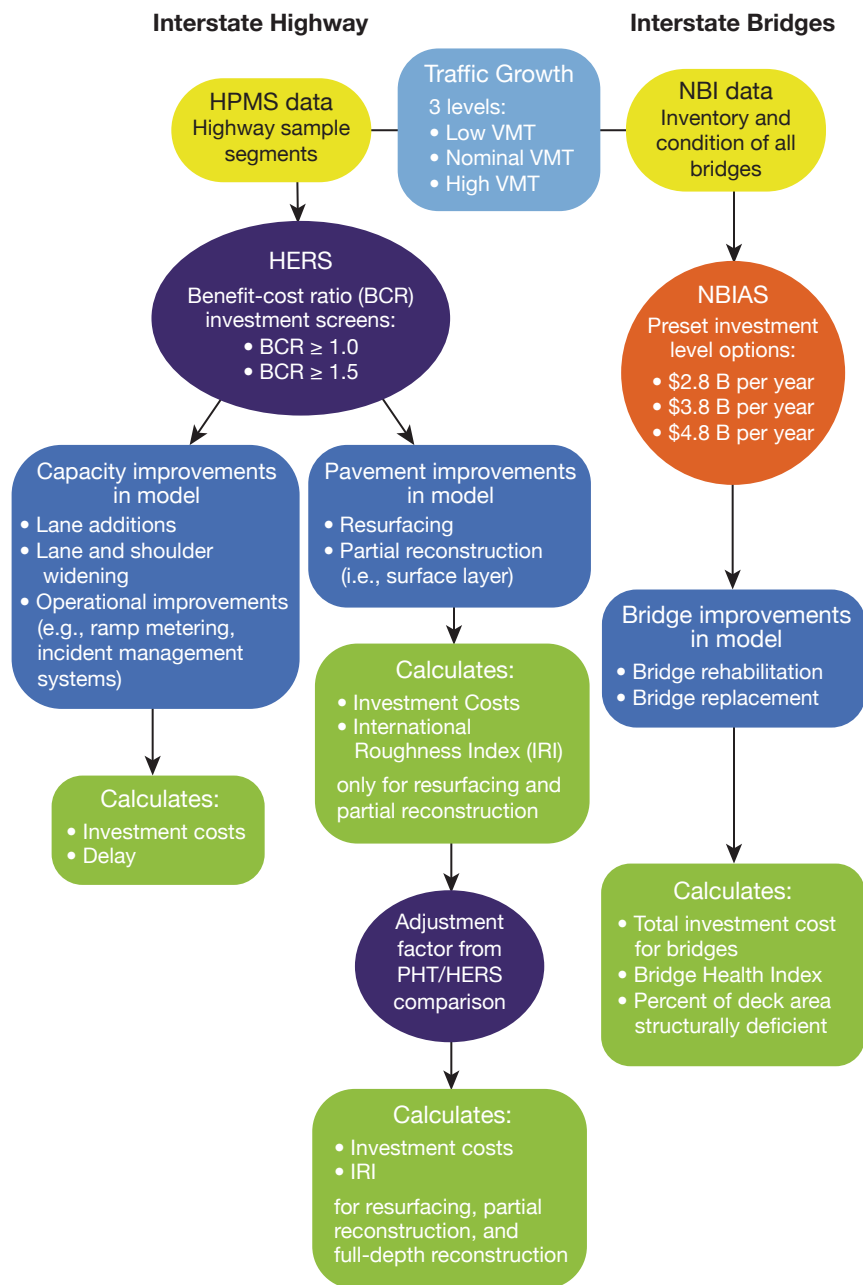 Interstate Highway
Interstate Bridges
Traffic Growth
3 levels:
• Low VMT
• Nominal VMT
• High VMT
HPMS data
Highway sample
segments
NBI data
Inventory and
condition of all
bridges
HERS
Benefit-cost ratio (BCR)
investment screens:
• BCR ≥ 1.0
• BCR ≥ 1.5
NBIAS
Preset investment
level options:
• $2.8 B per year
• $3.8 B per year
• $4.8 B per year
Capacity improvements
in model
• Lane additions
• Lane and shoulder
widening
• Operational improvements
(e.g., ramp metering,
incident management
systems)
Pavement improvements
in model
• Resurfacing
• Partial reconstruction
(i.e., surface layer)
Bridge improvements
in model
• Bridge rehabilitation
• Bridge replacement
Calculates:
• Investment costs
• Delay
Calculates:
• Investment Costs
• International
Roughness Index (IRI)
only for resurfacing and
partial reconstruction
Adjustment
factor from
PHT/HERS
comparison
Calculates:
• Total investment cost
for bridges
• Bridge Health Index
• Percent of deck area
structurally deficient
Calculates:
• Investment costs
• IRI
for resurfacing, partial
reconstruction, and
full-depth reconstruction